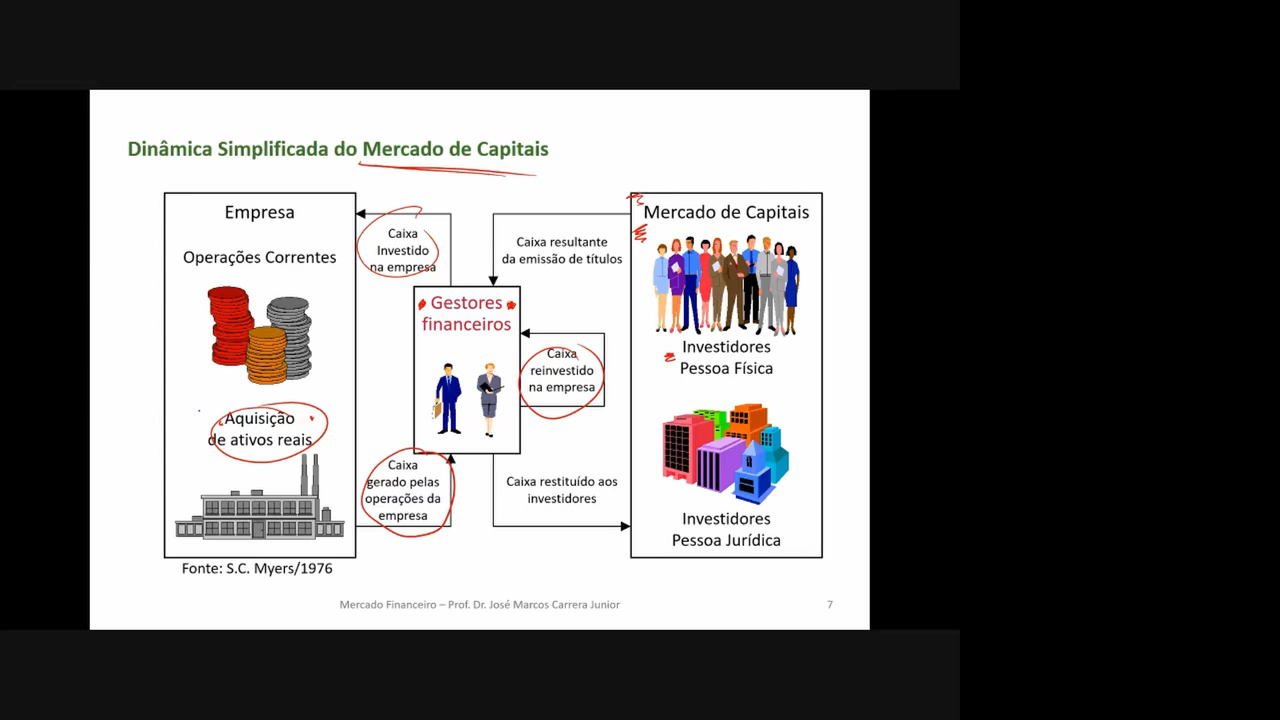 Dinâmica Simplificada do Mercado de Capitais
Empresa
Operações Correntes
Aquisição
de ativos reais
Caixa
Investido
na empresa
Caixa
gerado pelas
operações da
empresa
Gestores
financeiros
Caixa resultante
da emissão de títulos
Caixa
reinvestido
na empresa
Caixa restituído aos
investidores
Mercado de Capitais
Investidores
Pessoa Física
Investidores
Pessoa Jurídica
Fonte: S.C. Myers/1976
Mercado Financeiro – Prof. Dr. José Marcos Carrera Junior
7